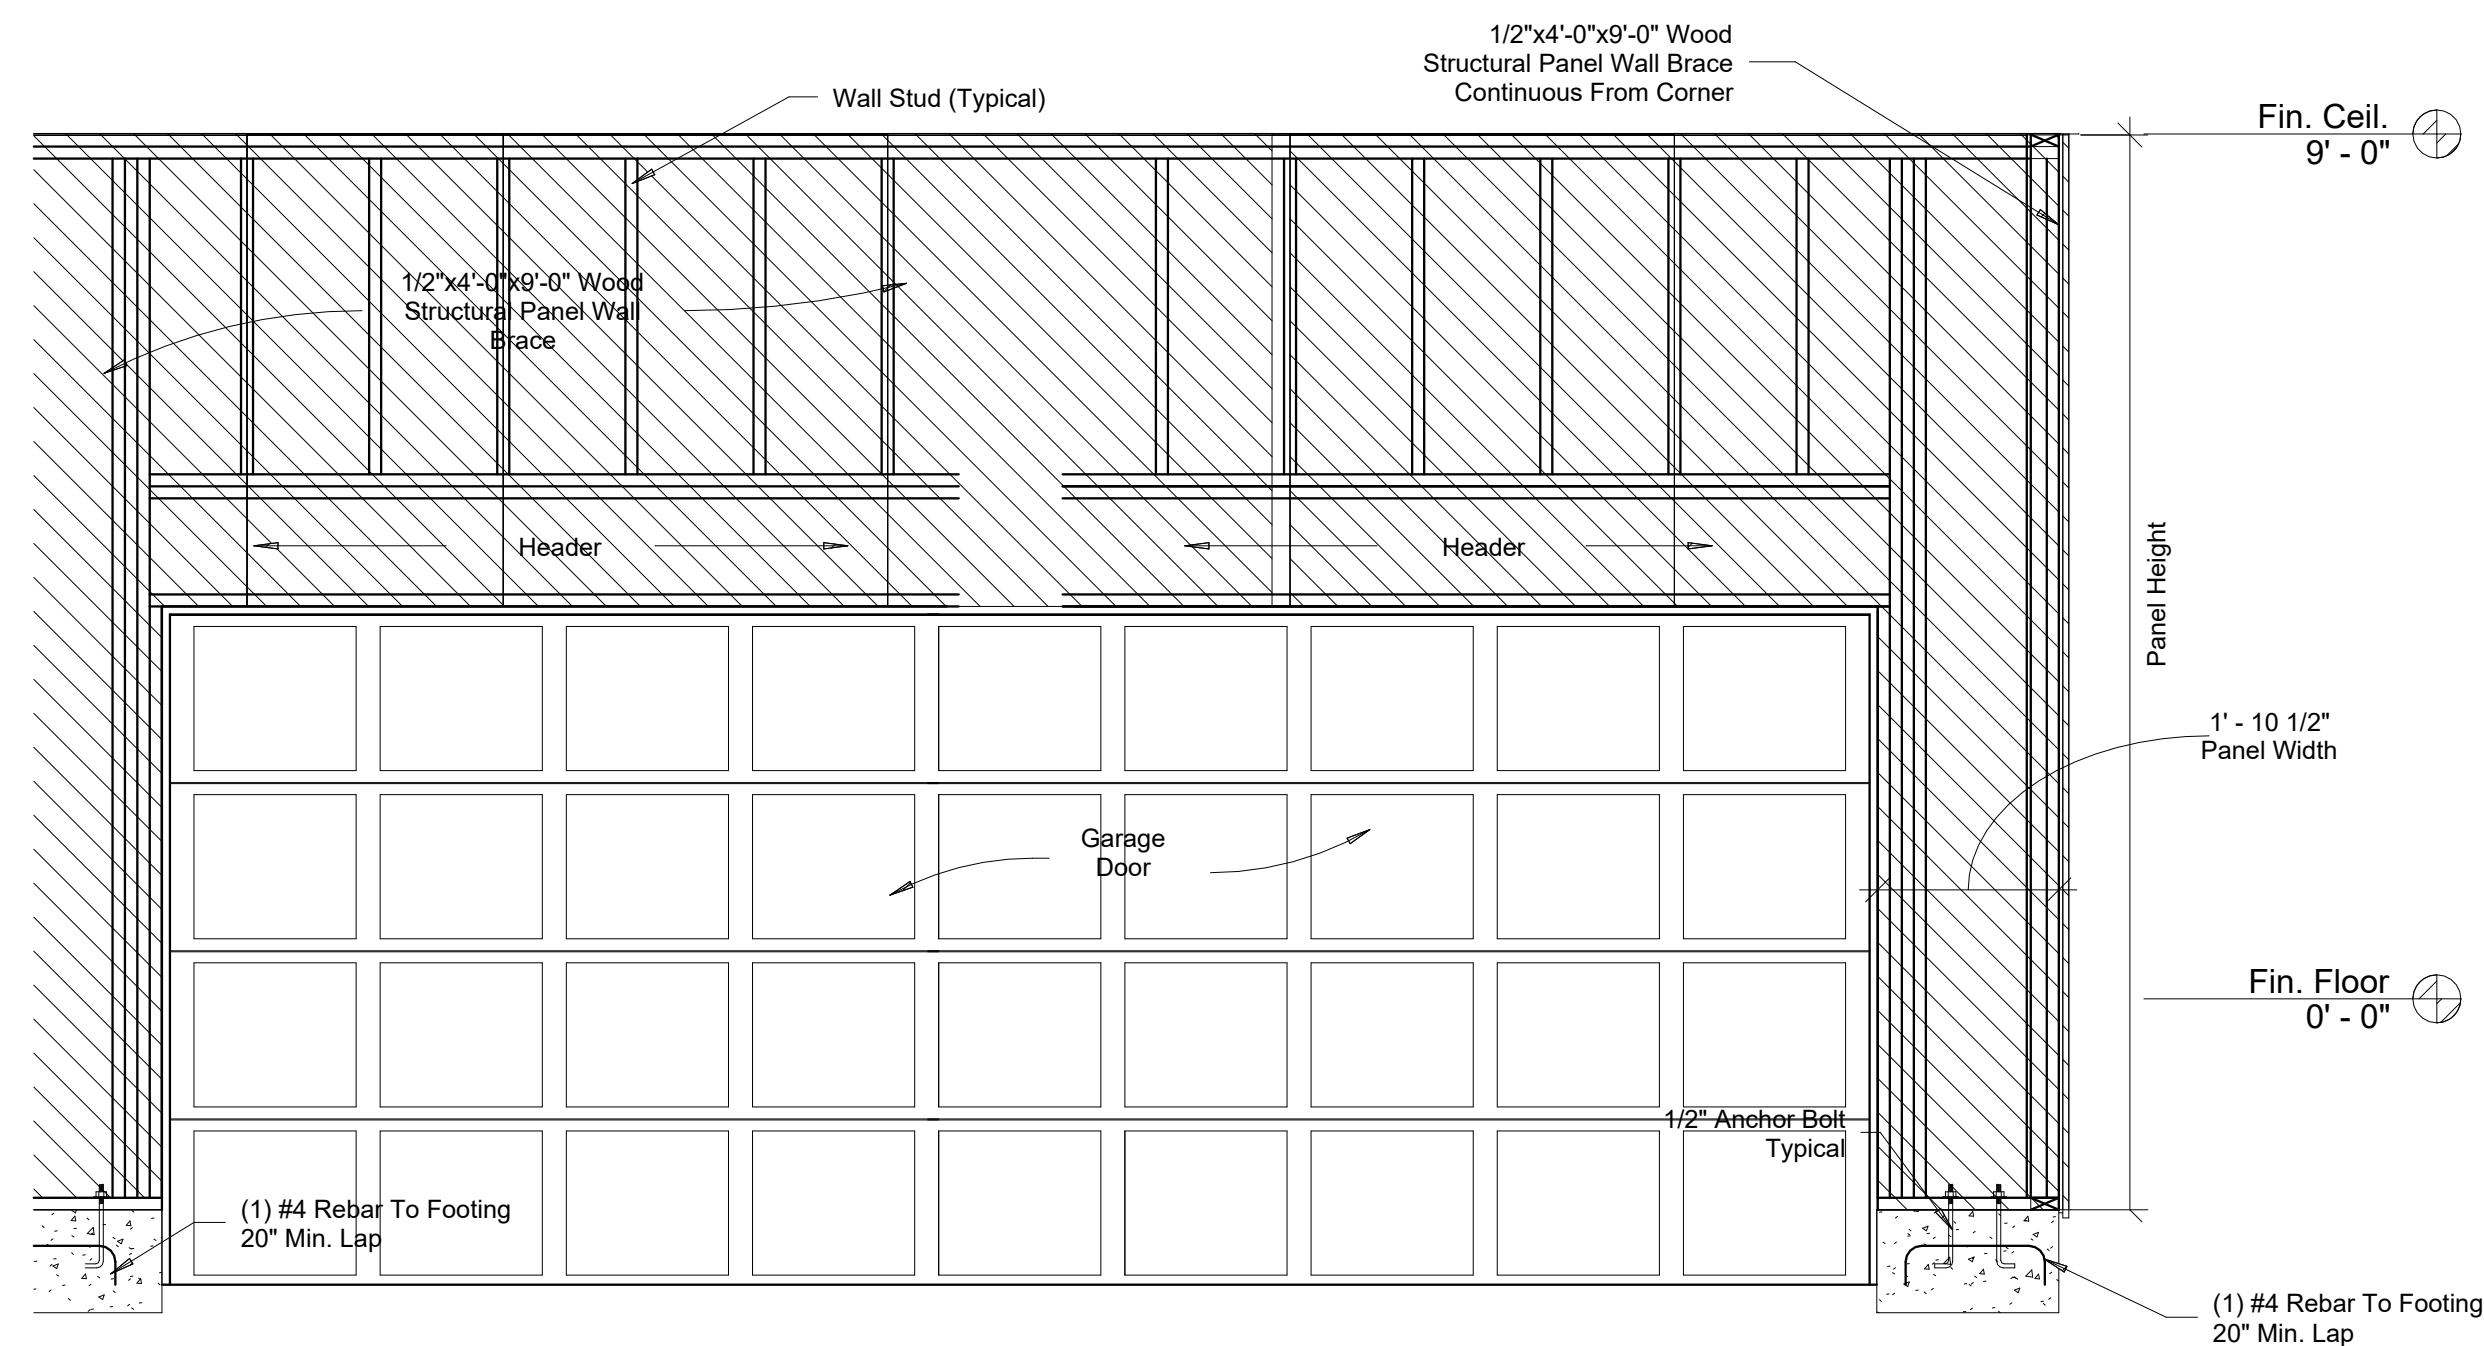 1/2"x4'-0"x9'-0" Wood
Structural Panel Wall Brace
Continuous From Corner
Wall Stud (Typical)
Fin. Ceil.
9' - 0"
1/2"x4'-0"x9'-0" Wood
Structural Panel Wall
Brace
Header
Header
Panel Height
1' - 10 1/2"
Panel Width
Garage
Door
Fin. Floor
0' - 0"
1/2" Anchor Bolt
Typical
(1) #4 Rebar To Footing
20" Min. Lap
(1) #4 Rebar To Footing
20" Min. Lap